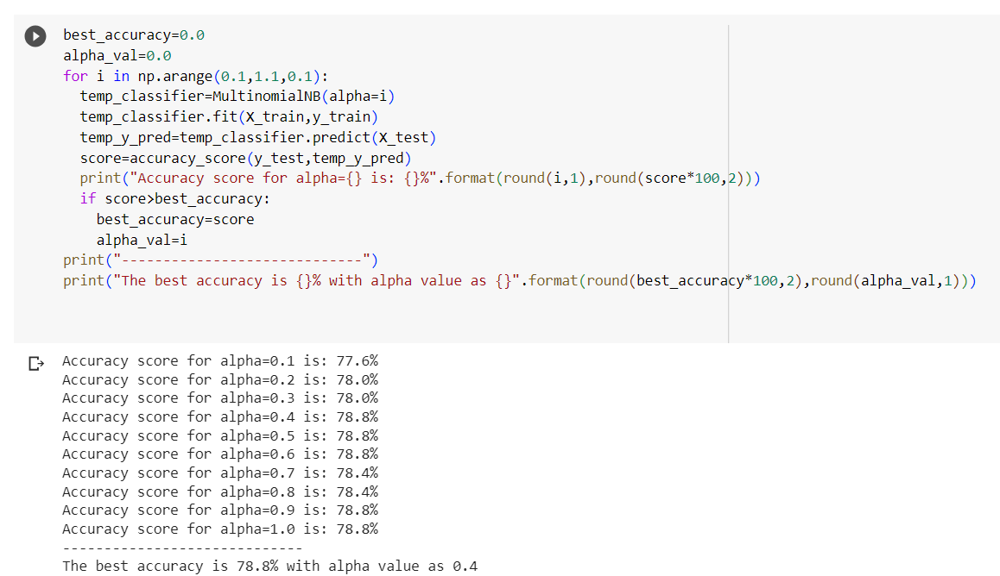 best_accuracy=0.0
alpha_val=0.0
for i in np.arange(0.1,1.1,0.1):
  temp_classifier=MultinomialNB(alpha=i)
  temp_classifier.fit(X_train,y_train)
  temp_y_pred=temp_classifier.predict(X_test)
  score=accuracy_score(y_test,temp_y_pred)
  print("Accuracy score for alpha={} is: {}%".format(round(i,1),round(score*100,2)))
  if score>best_accuracy:
    best_accuracy=score
    alpha_val=i
print("-----------------------------")
print("The best accuracy is {}% with alpha value as {}".format(round(best_accuracy*100,2),round(alpha_val,1)))
Accuracy score for alpha=0.1 is: 77.6%
Accuracy score for alpha=0.2 is: 78.0%
Accuracy score for alpha=0.3 is: 78.0%
Accuracy score for alpha=0.4 is: 78.8%
Accuracy score for alpha=0.5 is: 78.8%
Accuracy score for alpha=0.6 is: 78.8%
Accuracy score for alpha=0.7 is: 78.4%
Accuracy score for alpha=0.8 is: 78.4%
Accuracy score for alpha=0.9 is: 78.8%
Accuracy score for alpha=1.0 is: 78.8%
-----------------------------
The best accuracy is 78.8% with alpha value as 0.4